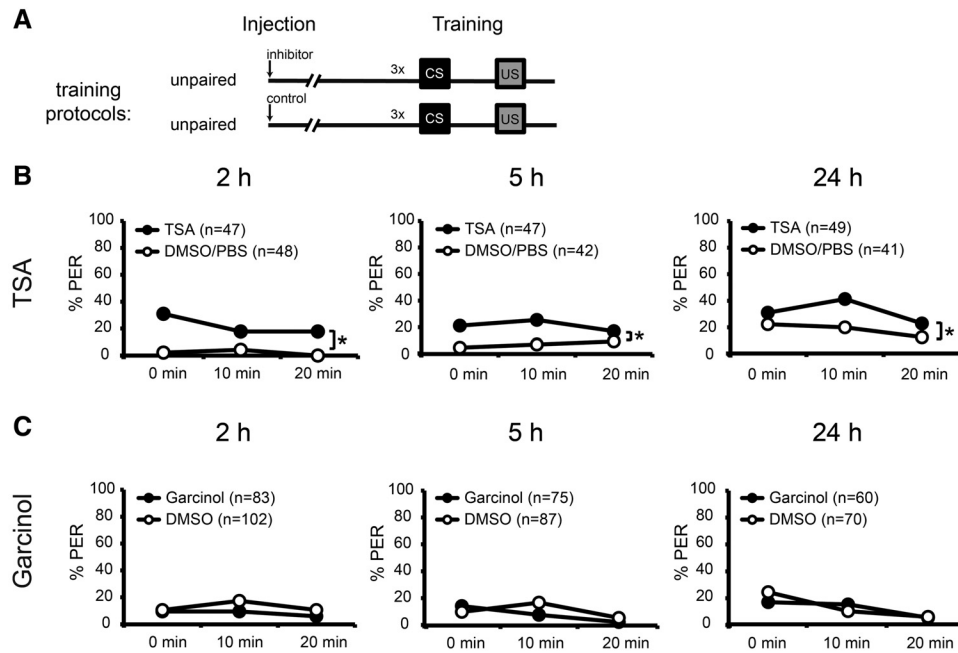 A
Injection
Training
training
protocols:
unpaired
inhibitor
3x
CS
US
unpaired
control
3x
CS
US
B
2 h
5 h
24 h
TSA
% PER
100
80
60
40
20
0
TSA (n=47)
DMSO/PBS (n=48)
*
0 min 10 min 20 min
% PER
100
80
60
40
20
0
TSA (n=47)
DMSO/PBS (n=42)
*
0 min 10 min 20 min
% PER
100
80
60
40
20
0
TSA (n=49)
DMSO/PBS (n=41)
*
0 min 10 min 20 min
C
2 h
5 h
24 h
Garcinol
% PER
100
80
60
40
20
0
Garcinol (n=83)
DMSO (n=102)
0 min 10 min 20 min
% PER
100
80
60
40
20
0
Garcinol (n=75)
DMSO (n=87)
0 min 10 min 20 min
% PER
100
80
60
40
20
0
Garcinol (n=60)
DMSO (n=70)
0 min 10 min 20 min